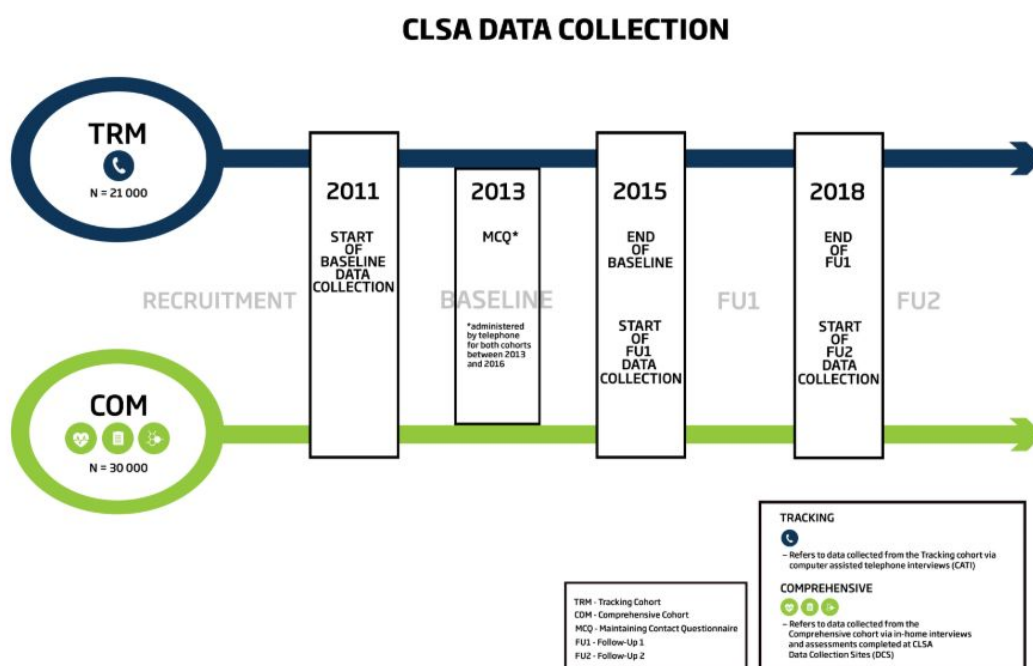 CLSA DATA COLLECTION
TRM
N = 21 000
2011
START
OF
BASELINE
DATA
COLLECTION
2013
MCQ*
*administered
by telephone
for both cohorts
between 2013
and 2016
2015
END
OF
BASELINE
START
OF
FU1
DATA
COLLECTION
2018
END
OF
FU1
START
OF
FU2
DATA
COLLECTION
RECRUITMENT
BASELINE
FU1
FU2
COM
N = 30 000
TRM - Tracking Cohort
COM - Comprehensive Cohort
MCQ - Maintaining Contact Questionnaire
FU1 - Follow-Up 1
FU2 - Follow-Up 2
TRACKING
– Refers to data collected from the Tracking cohort via
computer assisted telephone interviews (CATI)
COMPREHENSIVE
– Refers to data collected from the
Comprehensive cohort via in-home interviews
and assessments completed at CLSA
Data Collection Sites (DCS)